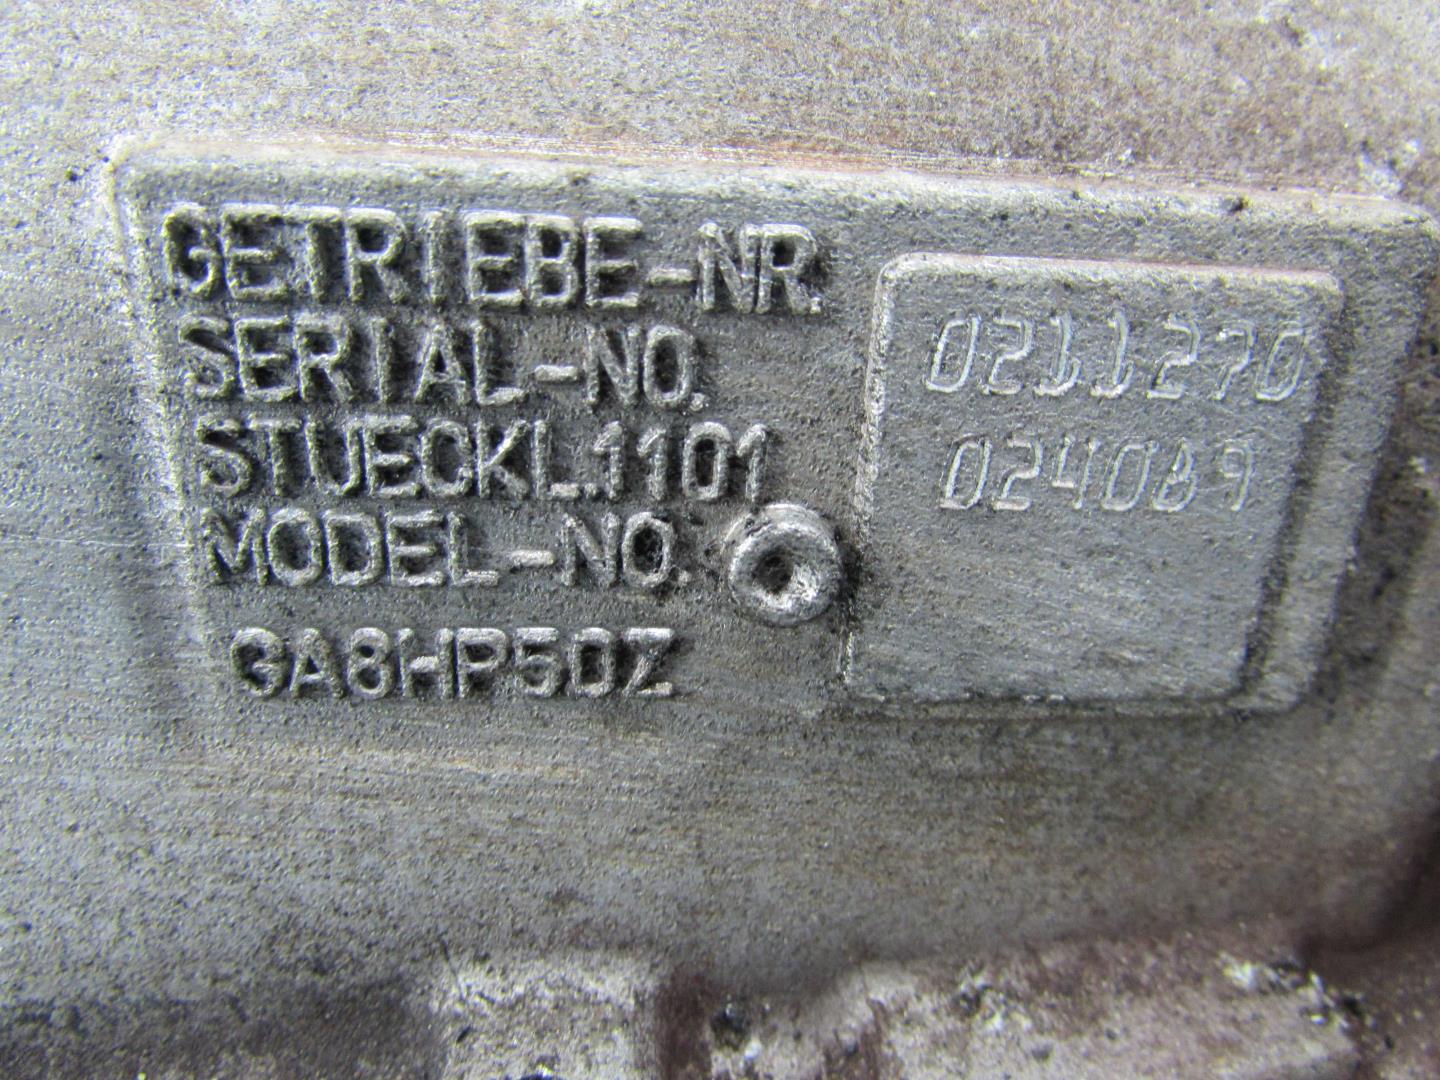 GETRIEBE-NR.
0211270
SERIAL-NO.
STUECKL.1101
024089
MODEL-NO.
GA8HP50Z